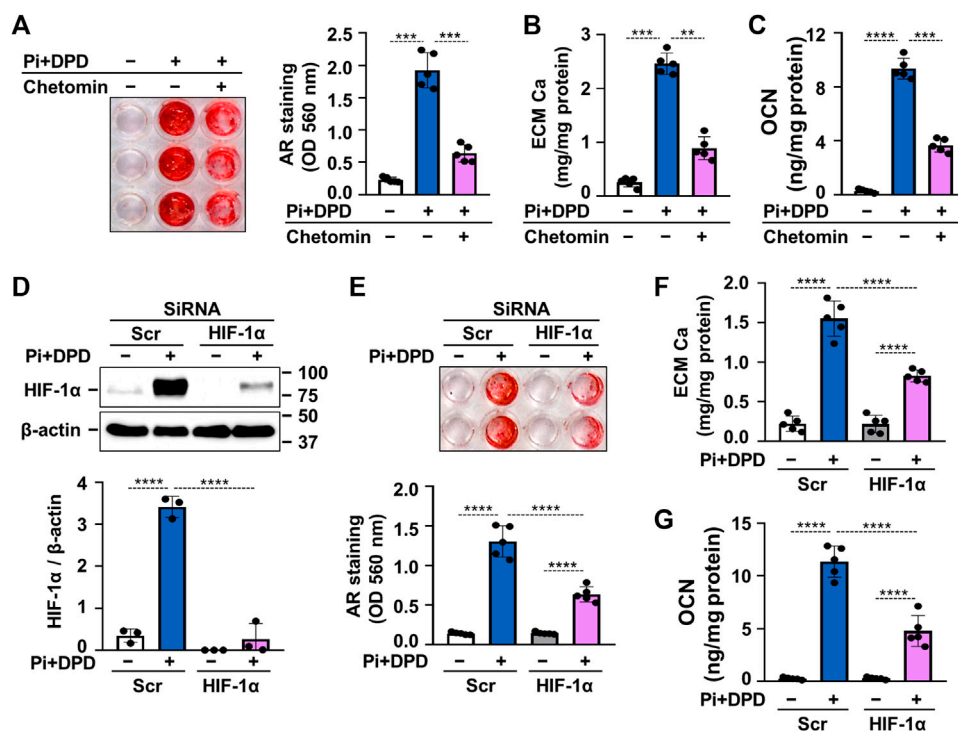 A
Pi+DPD – + +
Chetomin – – +
AR staining
(OD 560 nm)
2.5
2.0
1.5
1.0
0.5
0.0
*** ***
Pi+DPD – + +
Chetomin – – +
B
ECM Ca
(mg/mg protein)
3
2
1
0
*** **
Pi+DPD – + +
Chetomin – – +
C
OCN
(ng/mg protein)
12
8
4
0
**** ***
Pi+DPD – + +
Chetomin – – +
D
SiRNA
Scr HIF-1α
Pi+DPD – + – +
HIF-1α
100
75
β-actin
50
37
HIF-1α / β-actin
4
3
2
1
0
**** ****
Pi+DPD – + – +
Scr HIF-1α
E
SiRNA
Scr HIF-1α
Pi+DPD – + – +
AR staining
(OD 560 nm)
2.0
1.5
1.0
0.5
0.0
**** ****
****
Pi+DPD – + – +
Scr HIF-1α
F
ECM Ca
(mg/mg protein)
2.0
1.5
1.0
0.5
0.0
**** ****
****
Pi+DPD – + – +
Scr HIF-1α
G
OCN
(ng/mg protein)
15
10
5
0
**** ****
****
Pi+DPD – + – +
Scr HIF-1α